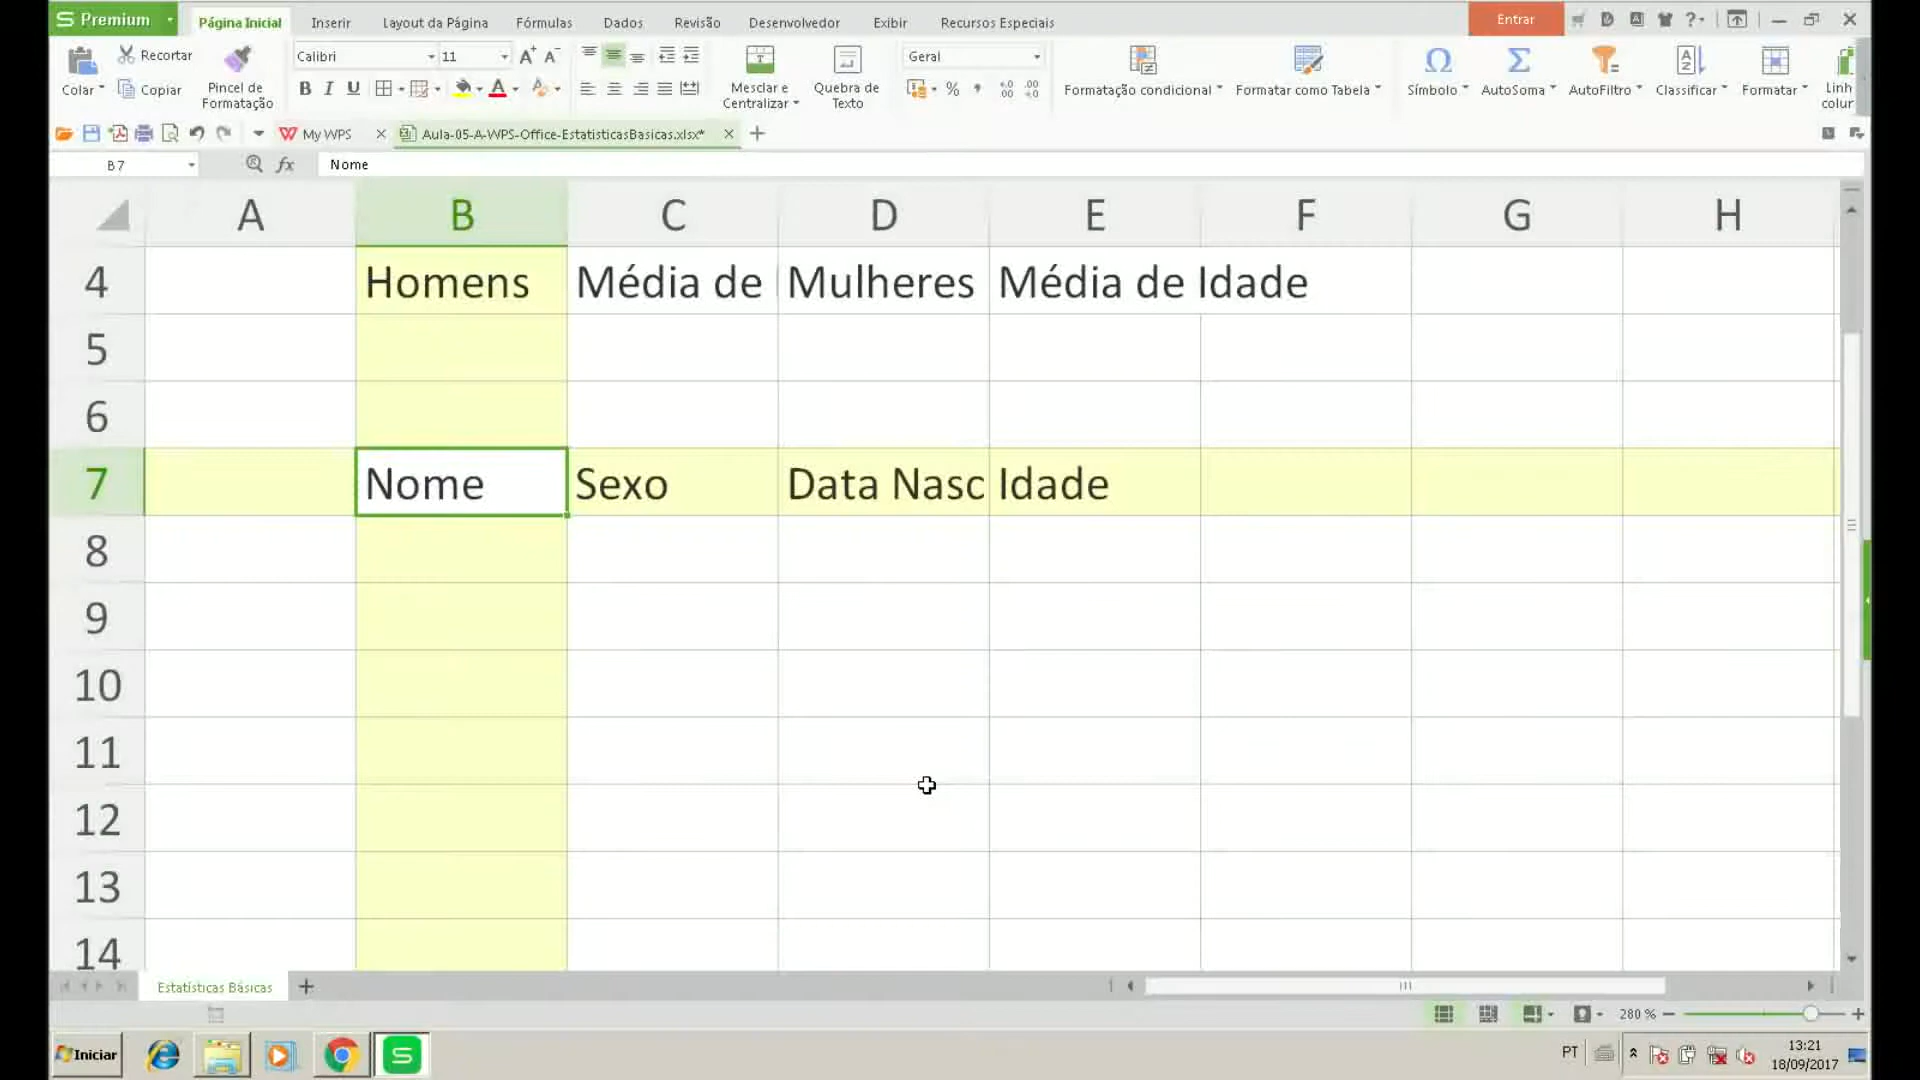 Premium Página Inicial Inserir Layout da Página Fórmulas Dados Revisão Desenvolvedor Exibir Recursos Especiais Entrar
Colar Recortar Copiar Pincel de Formatação
Calibri 11
B I U A
Mesclar e Centralizar Quebra de Texto
Geral
Formatação condicional Formatar como Tabela Símbolo AutoSoma AutoFiltro Classificar Formatar Linh colur
My WPS Aula-05-A-WPS-Office-EstatisticasBasicas.xlsx*
B7 fx Nome
A B C D E F G H
4 Homens Média de Mulheres Média de Idade
5
6
7 Nome Sexo Data Nasc Idade
8
9
10
11
12
13
14
Estatísticas Básicas
280 %
Iniciar PT 13:21
18/09/2017